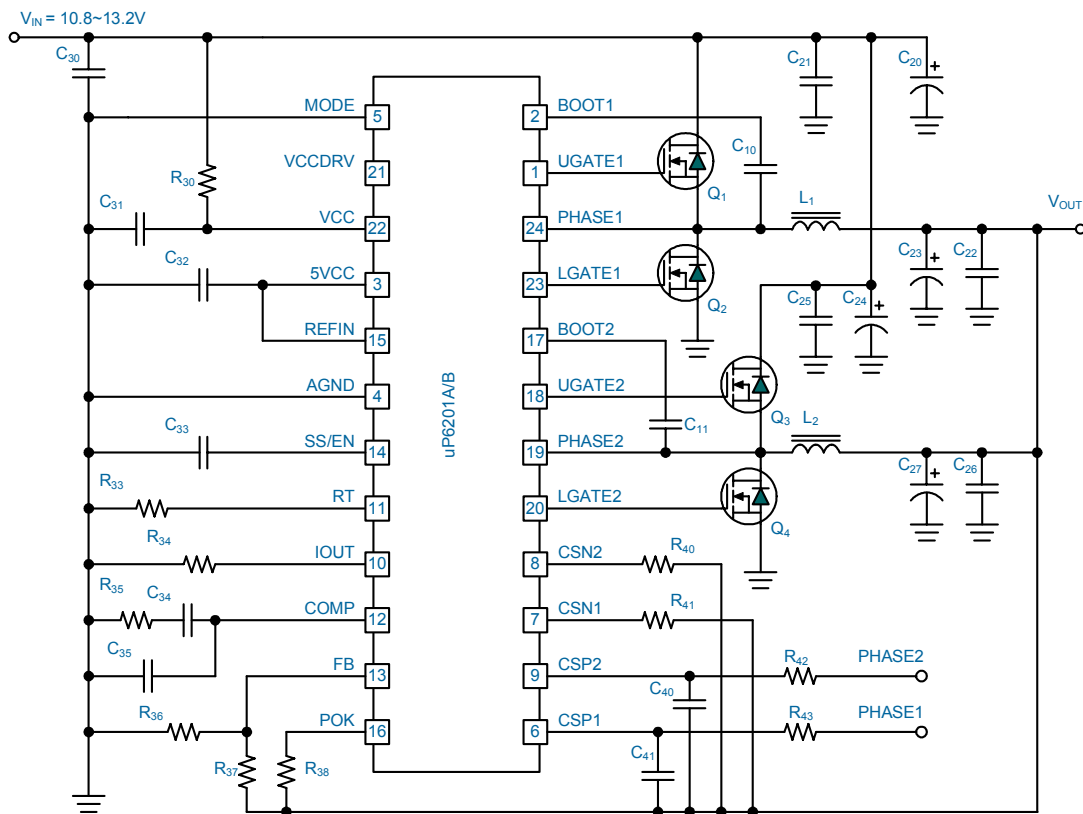 VIN = 10.8~13.2V
C30
C21
C20
MODE
5
2
BOOT1
VCCDRV
21
1
UGATE1
C10
Q1
R30
C31
VCC
22
24
PHASE1
L1
VOUT
C32
5VCC
3
23
LGATE1
Q2
C23
C22
C25
C24
REFIN
15
17
BOOT2
AGND
4
18
UGATE2
Q3
C11
L2
C33
SS/EN
14
19
PHASE2
C27
C26
R33
RT
11
20
LGATE2
Q4
R34
IOUT
10
8
CSN2
R40
R35
C34
COMP
12
7
CSN1
R41
C35
FB
13
9
CSP2
C40
R42
PHASE2
R36
POK
16
6
CSP1
C41
R43
PHASE1
R37
R38
uP6201A/B